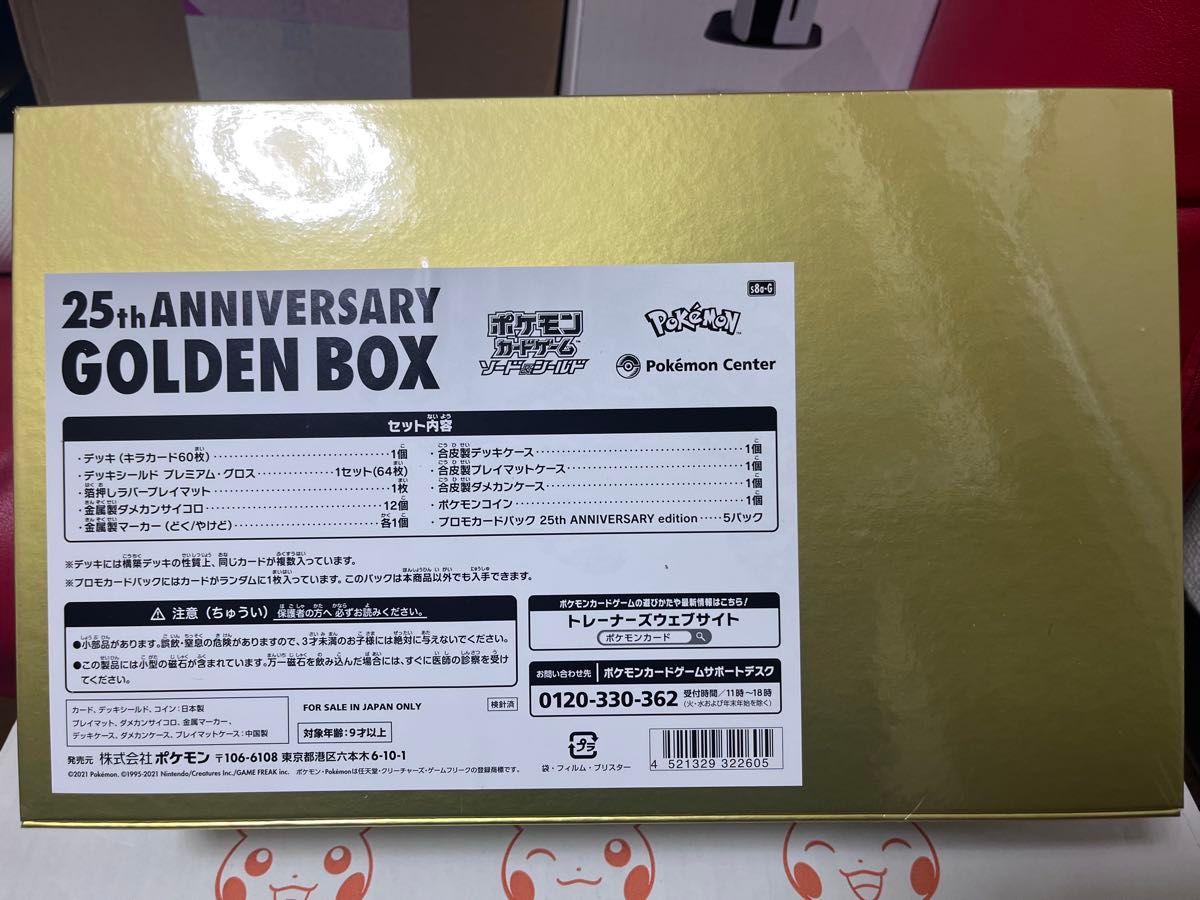 s8a-G
25th ANNIVERSARY
GOLDEN BOX
ポケモン
カードゲーム
ソード&シールド
POKéMON
Pokémon Center
セット内容
ないよう
・デッキ(キラカード60枚) 1個
・デッキシールド プレミアム・グロス 1セット(64枚)
・箔押しラバープレイマット 1枚
・金属製ダメカンサイコロ 12個
・金属製マーカー(どく/やけど) 各1個
・合皮製デッキケース 1個
・合皮製プレイマットケース 1個
・合皮製ダメカンケース 1個
・ポケモンコイン 1個
・プロモカードパック 25th ANNIVERSARY edition 5パック
※デッキには構築デッキの性質上、同じカードが複数入っています。
※プロモカードパックにはカードがランダムに1枚入っています。このパックは本商品以外でも入手できます。
⚠ 注意(ちゅうい) 保護者の方へ 必ずお読みください。
●小部品があります。誤飲・窒息の危険がありますので、3才未満のお子様には絶対に与えないでください。
●この製品には小型の磁石が含まれています。万一磁石を飲み込んだ場合には、すぐに医師の診察を受け
てください。
ポケモンカードゲームの遊びかたや最新情報はこちら!
トレーナーズウェブサイト
ポケモンカード
お問い合わせ先 ポケモンカードゲームサポートデスク
0120-330-362 受付時間/11時~18時
(火・水および年末年始を除く)
カード、デッキシールド、コイン:日本製
プレイマット、ダメカンサイコロ、金属マーカー、
デッキケース、ダメカンケース、プレイマットケース:中国製
FOR SALE IN JAPAN ONLY
検針済
対象年齢:9才以上
発売元 株式会社ポケモン 〒106-6108 東京都港区六本木6-10-1
©2021 Pokémon. ©1995-2021 Nintendo/Creatures Inc./GAME FREAK inc. ポケモン・Pokémonは任天堂・クリーチャーズ・ゲームフリークの登録商標です。
プラ
袋・フィルム・ブリスター
4 521329 322605